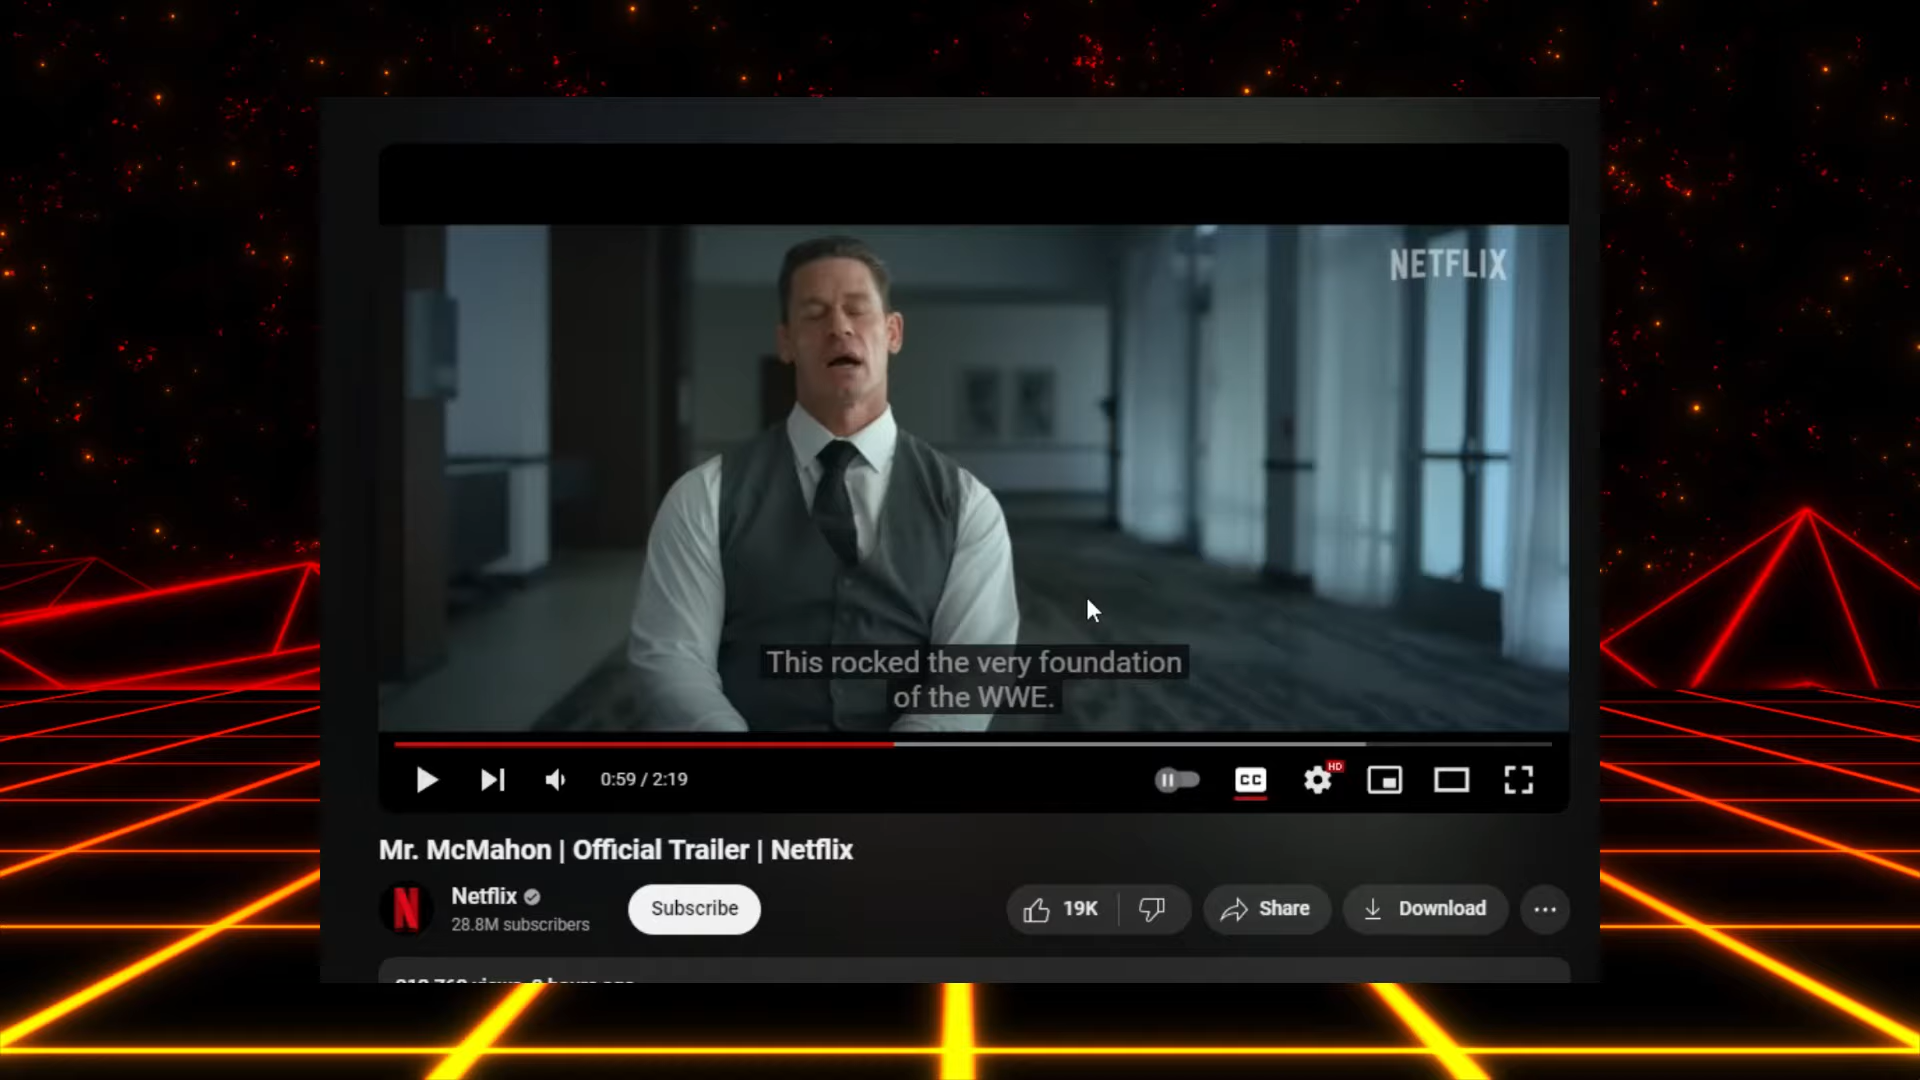 NETFLIX
This rocked the very foundation
of the WWE.
0:59 / 2:19
CC
HD
Mr. McMahon | Official Trailer | Netflix
N
Netflix
28.8M subscribers
Subscribe
19K
Share
Download